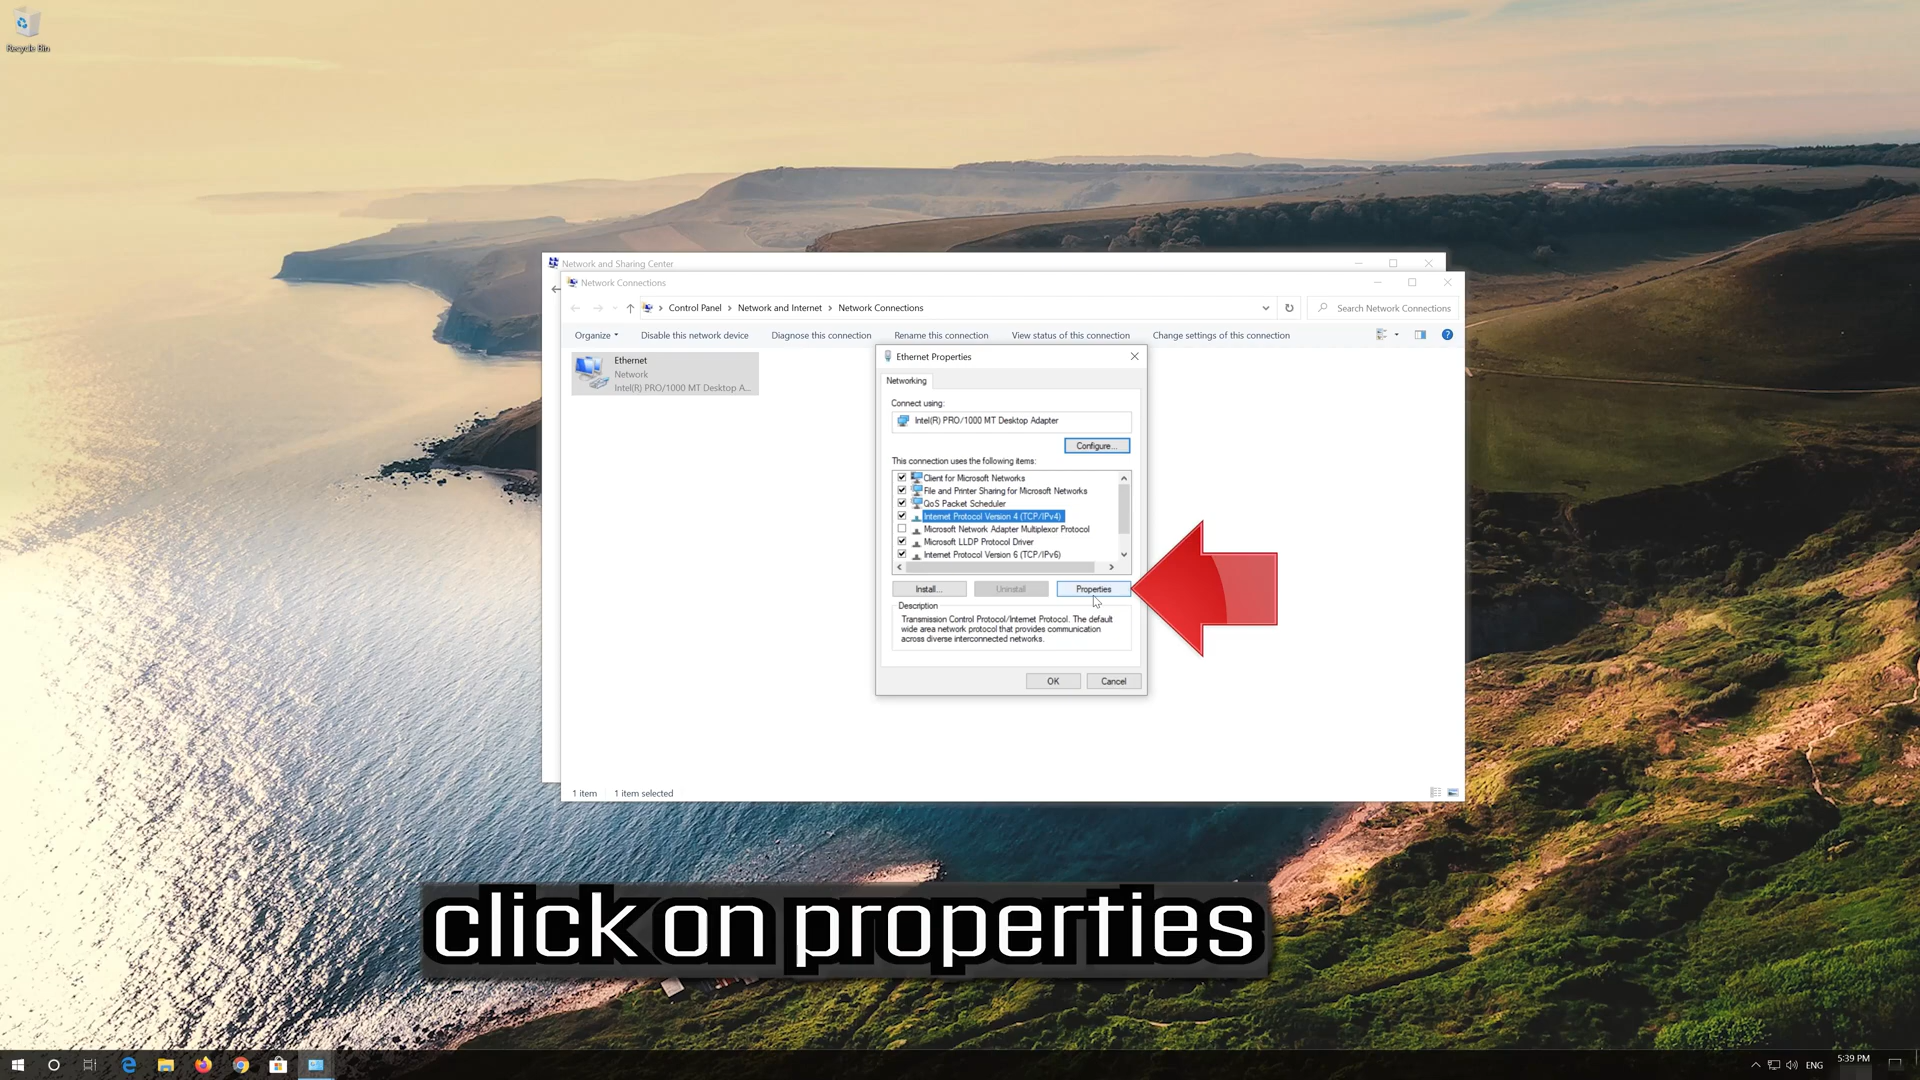 Recycle Bin
Network and Sharing Center
Network Connections
Control Panel > Network and Internet > Network Connections
Search Network Connections
Organize
Disable this network device
Diagnose this connection
Rename this connection
View status of this connection
Change settings of this connection
Ethernet
Network
Intel(R) PRO/1000 MT Desktop A...
Ethernet Properties
Networking
Connect using:
Intel(R) PRO/1000 MT Desktop Adapter
Configure...
This connection uses the following items:
Client for Microsoft Networks
File and Printer Sharing for Microsoft Networks
QoS Packet Scheduler
Internet Protocol Version 4 (TCP/IPv4)
Microsoft Network Adapter Multiplexor Protocol
Microsoft LLDP Protocol Driver
Internet Protocol Version 6 (TCP/IPv6)
Install...
Uninstall
Properties
Description
Transmission Control Protocol/Internet Protocol. The default
wide area network protocol that provides communication
across diverse interconnected networks.
OK
Cancel
1 item
1 item selected
click on properties
ENG
5:39 PM